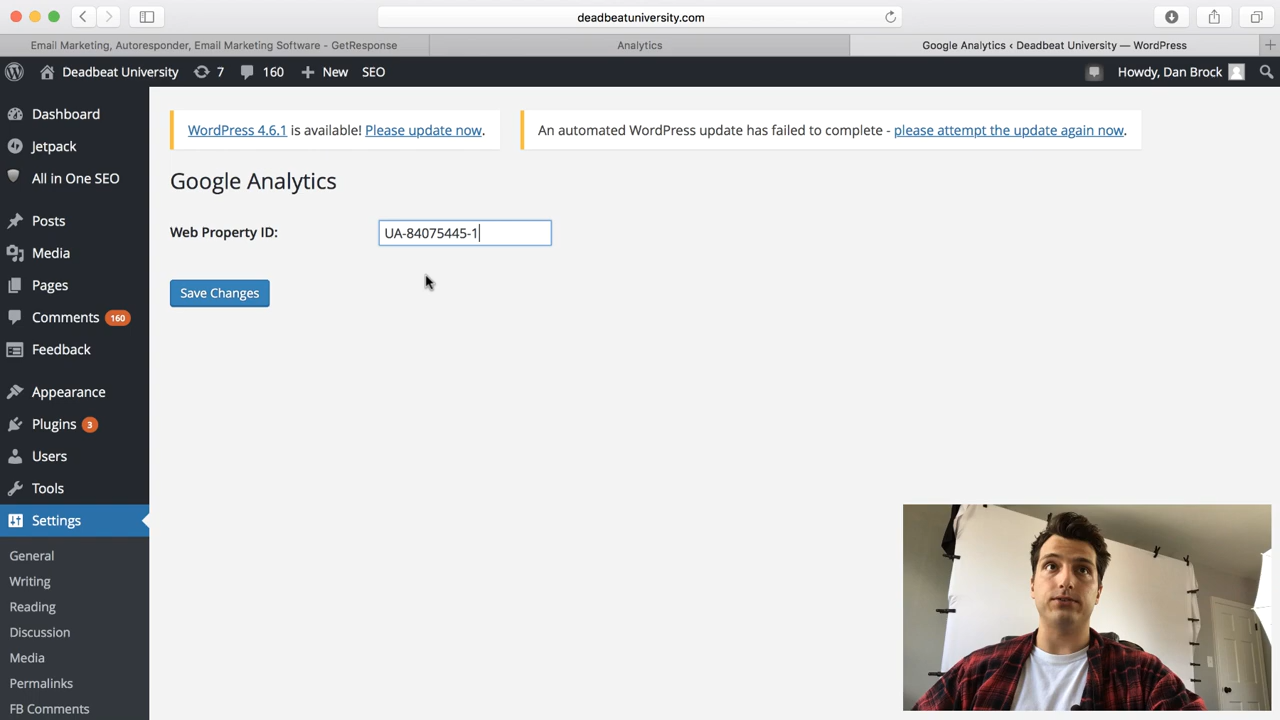 deadbeatuniversity.com
Email Marketing, Autoresponder, Email Marketing Software - GetResponse
Analytics
Google Analytics ‹ Deadbeat University — WordPress
Deadbeat University
7
160
New
SEO
Howdy, Dan Brock
Dashboard
Jetpack
All in One SEO
Posts
Media
Pages
Comments 160
Feedback
Appearance
Plugins 3
Users
Tools
Settings
General
Writing
Reading
Discussion
Media
Permalinks
FB Comments
WordPress 4.6.1 is available! Please update now.
An automated WordPress update has failed to complete - please attempt the update again now.
Google Analytics
Web Property ID:
UA-84075445-1
Save Changes